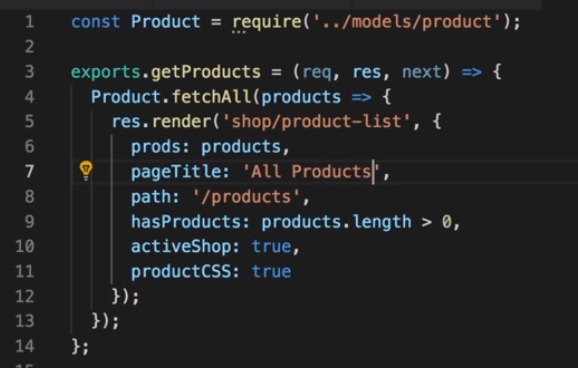 1 const Product = require('../models/product');
2
3 exports.getProducts = (req, res, next) => {
4   Product.fetchAll(products => {
5     res.render('shop/product-list', {
6       prods: products,
7       pageTitle: 'All Products',
8       path: '/products',
9       hasProducts: products.length > 0,
10       activeShop: true,
11       productCSS: true
12     });
13   });
14 };